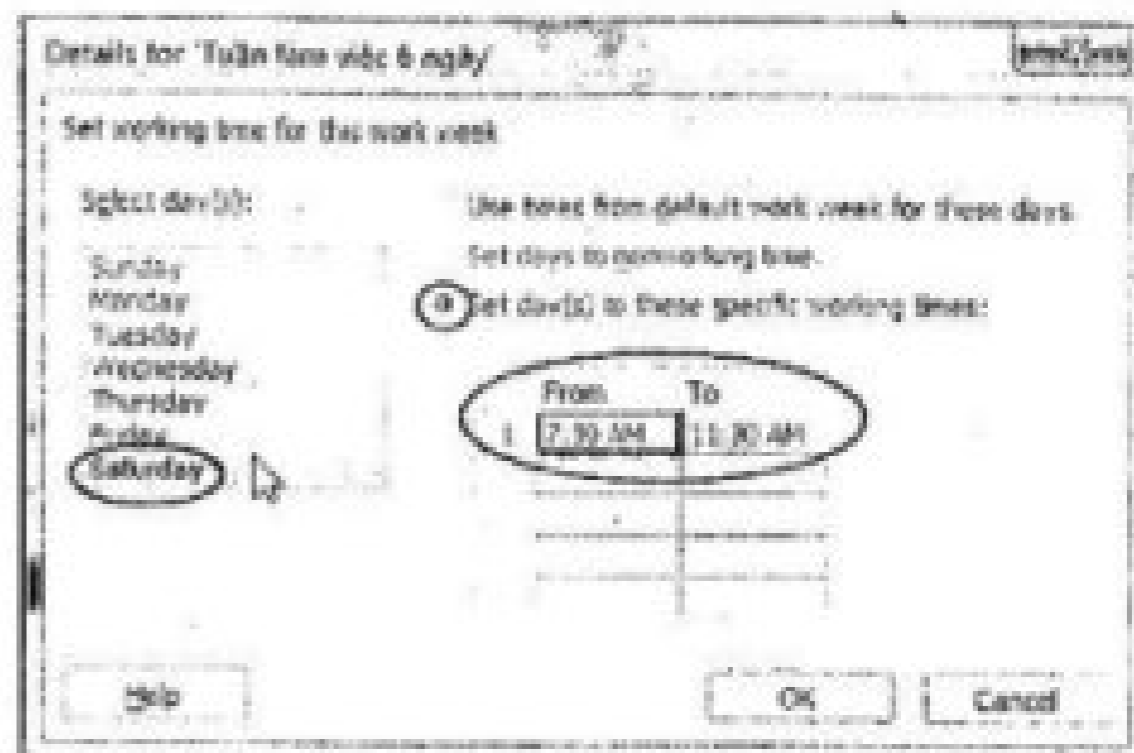 Details for 'Tuần làm việc 6 ngày'
Set working time for this work week
Select day(s):
Sunday
Monday
Tuesday
Wednesday
Thursday
Friday
Saturday
Use times from default work week for these days.
Set days to nonworking time.
Set day(s) to these specific working times:
From To
1 7:30 AM 11:30 AM
Help
OK
Cancel